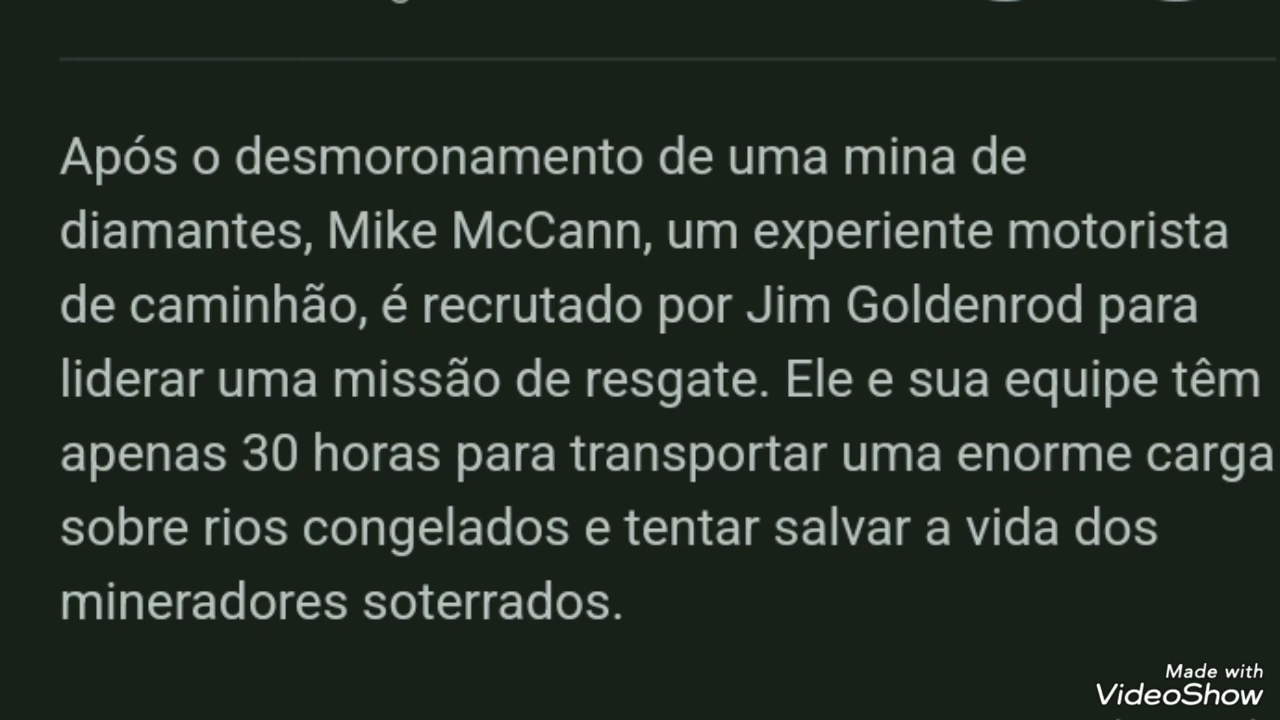 Após o desmoronamento de uma mina de
diamantes, Mike McCann, um experiente motorista
de caminhão, é recrutado por Jim Goldenrod para
liderar uma missão de resgate. Ele e sua equipe têm
apenas 30 horas para transportar uma enorme carga
sobre rios congelados e tentar salvar a vida dos
mineradores soterrados.
Made with
VideoShow